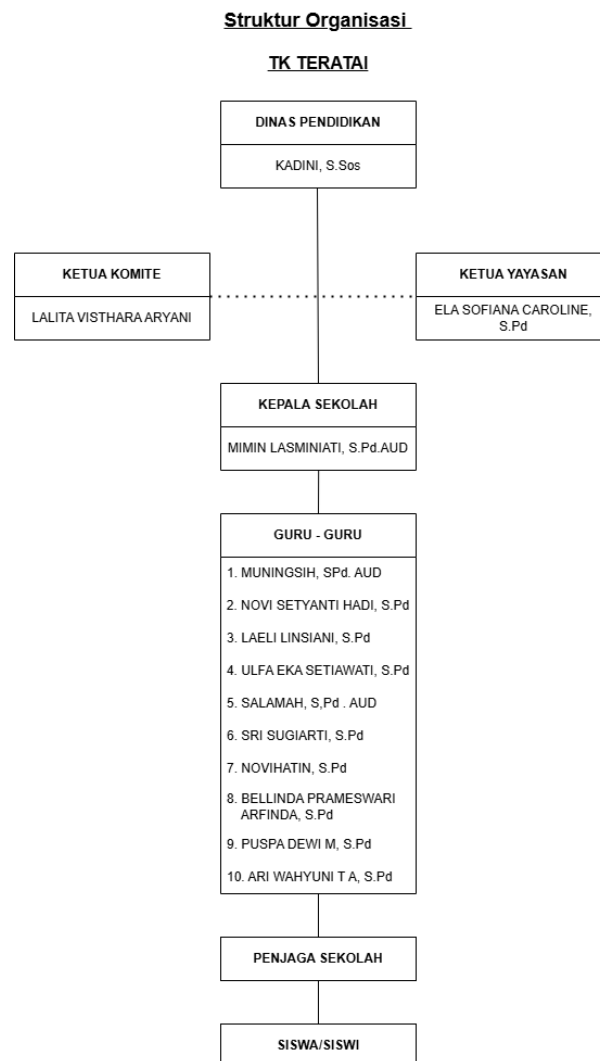 Struktur Organisasi
TK TERATAI
DINAS PENDIDIKAN
KADINI, S.Sos
KETUA KOMITE
LALITA VISTHARA ARYANI
KETUA YAYASAN
ELA SOFIANA CAROLINE,
S.Pd
KEPALA SEKOLAH
MIMIN LASMINIATI, S.Pd.AUD
GURU - GURU
1. MUNINGSIH, SPd. AUD
2. NOVI SETYANTI HADI, S.Pd
3. LAELI LINSIANI, S.Pd
4. ULFA EKA SETIAWATI, S.Pd
5. SALAMAH, S,Pd . AUD
6. SRI SUGIARTI, S.Pd
7. NOVIHATIN, S.Pd
8. BELLINDA PRAMESWARI
ARFINDA, S.Pd
9. PUSPA DEWI M, S.Pd
10. ARI WAHYUNI T A, S.Pd
PENJAGA SEKOLAH
SISWA/SISWI